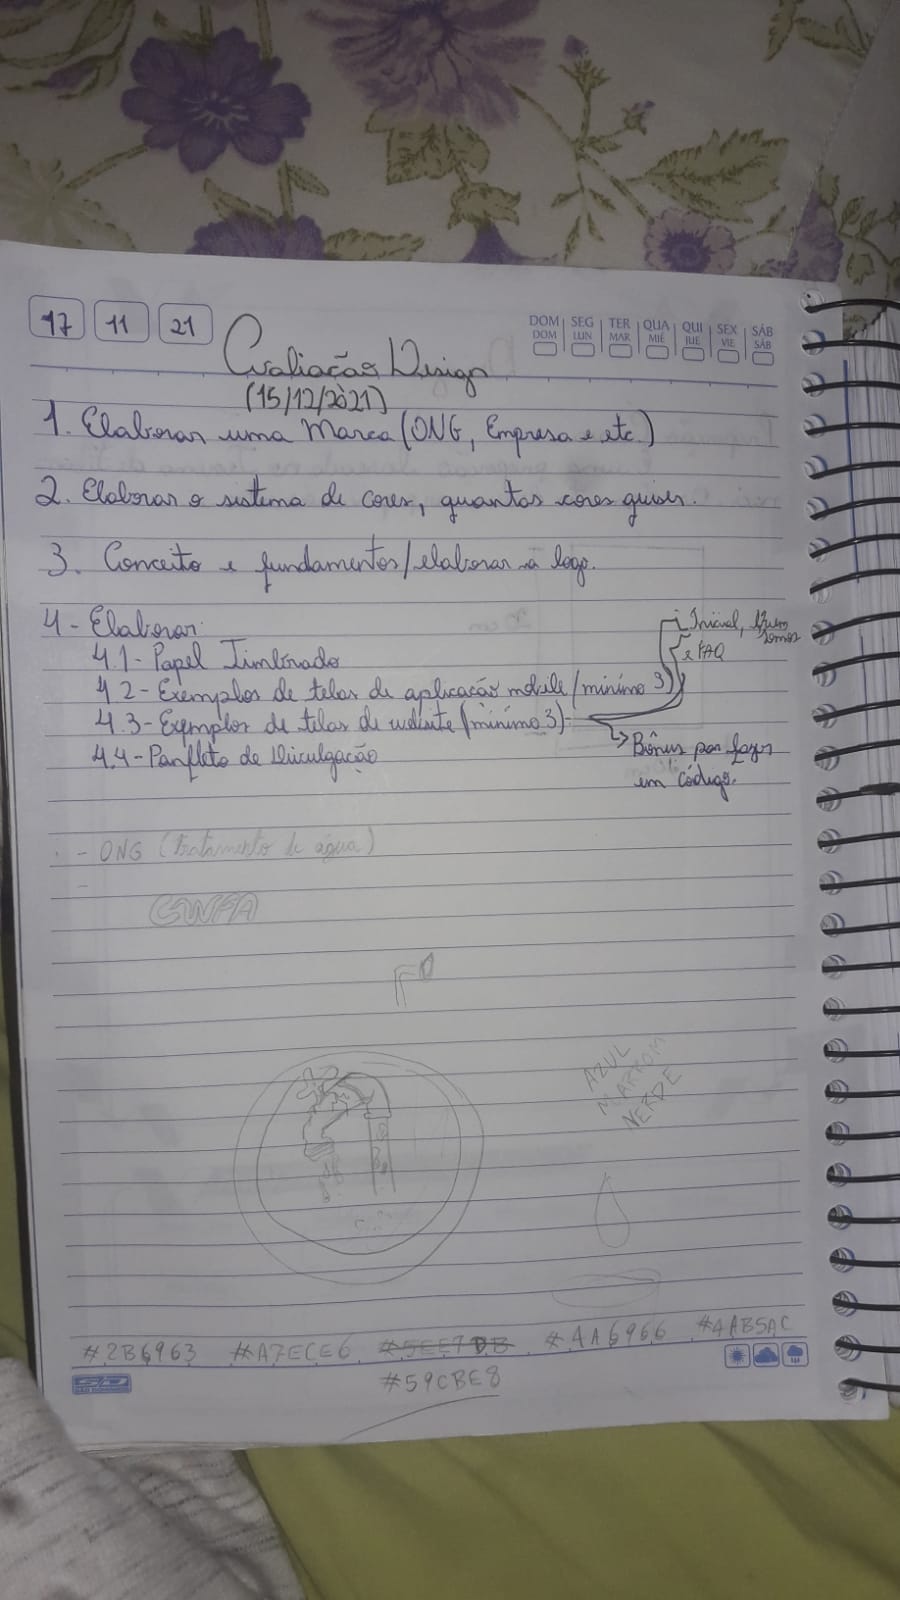 17 11 21
DOM SEG TER QUA QUI SEX SÁB
DOM LUN MAR MIÉ JUE VIE SÁB
Avaliação Design
(15/12/2021)
1. Elaborar uma Marca (ONG, Empresa e etc.)
2. Elaborar o sistema de cores, quantas cores quiser.
3. Conceito e fundamentos/elaborar a logo.
4- Elaborar:
Inicial, Quem
somos
e FAQ
4.1- Papel Timbrado
4.2- Exemplos de telas de aplicação mobile (mínimo 3)
4.3- Exemplos de telas de website (mínimo 3)
4.4- Panfleto de Divulgação
Bônus por fazer
em código.
- ONG (tratamento de água)
-
CWFA
AZUL
MARROM
VERDE
#2B6963 #A7ECE6 #5EE7DB #4A6966 #4AB5AC
#59CBE8